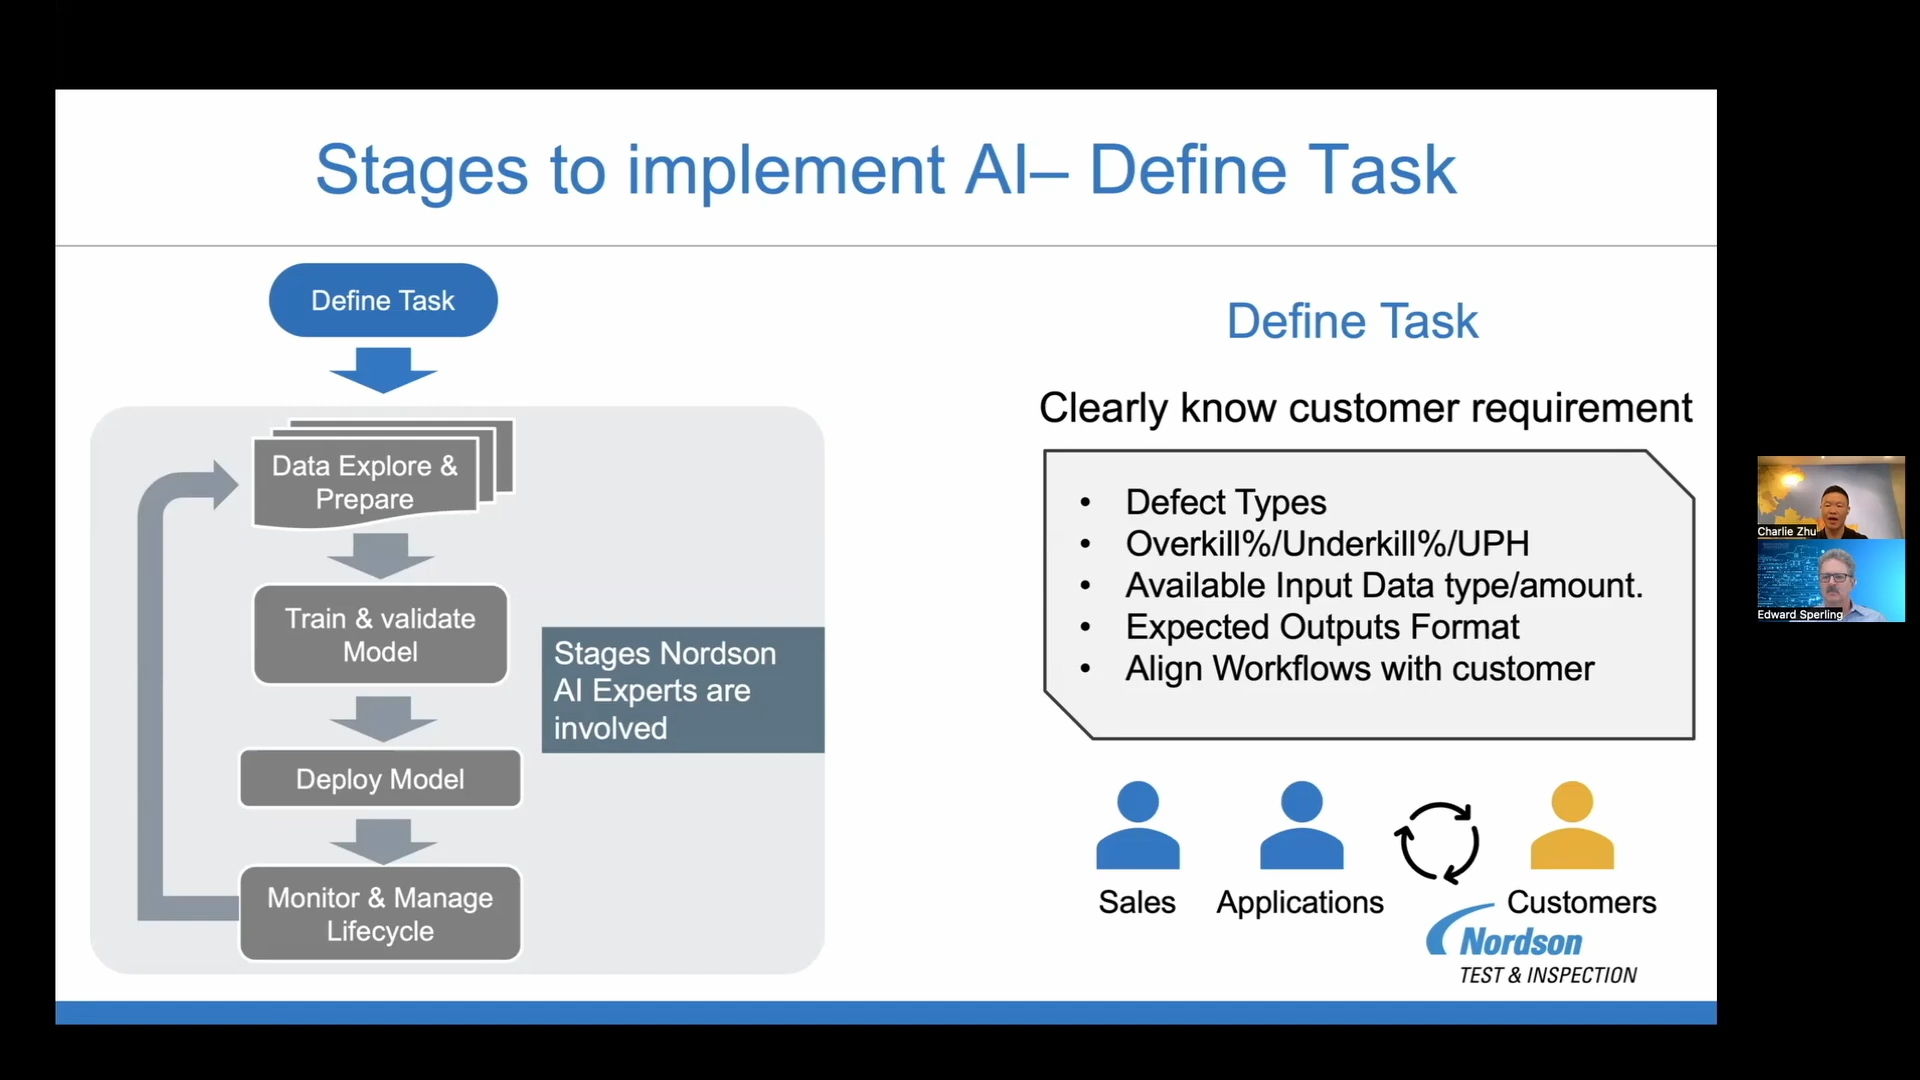 Stages to implement AI– Define Task
Define Task
Data Explore &
Prepare
Train & validate
Model
Deploy Model
Monitor & Manage
Lifecycle
Stages Nordson
AI Experts are
involved
Define Task
Clearly know customer requirement
• Defect Types
• Overkill%/Underkill%/UPH
• Available Input Data type/amount.
• Expected Outputs Format
• Align Workflows with customer
Sales
Applications
Customers
Nordson
TEST & INSPECTION
Charlie Zhu
Edward Sperling